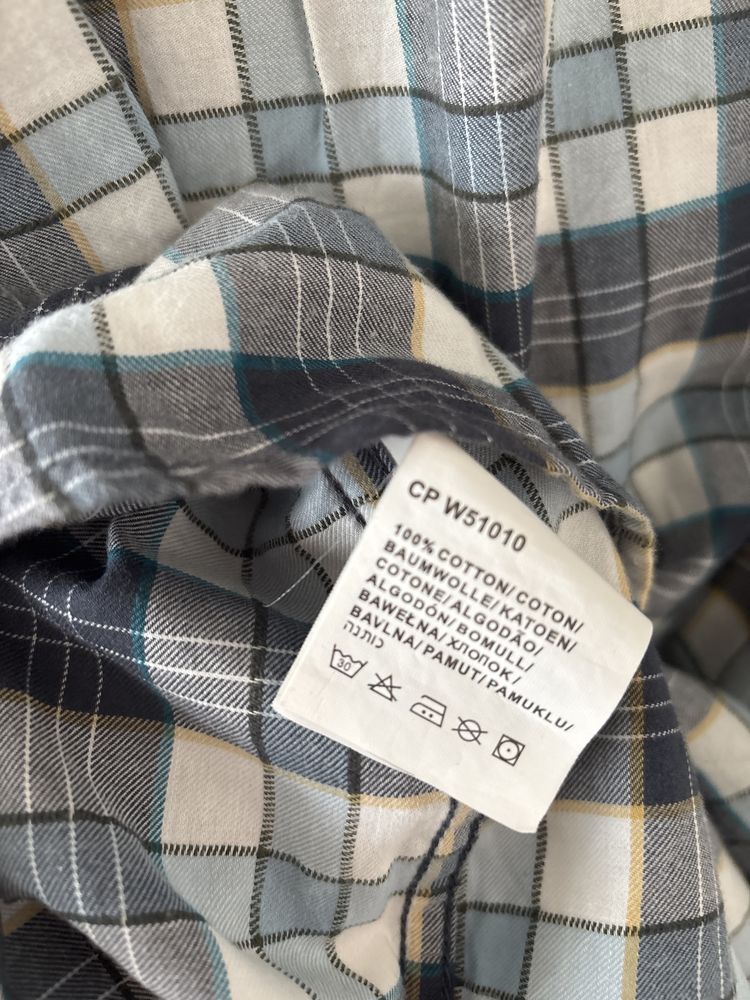 CP W51010
100% COTTON/ COTON/
BAUMWOLLE/ KATOEN/
COTONE/ ALGODÃO/
ALGODÓN/ BOMULL/
BAWEŁNA/ ХЛОПОК/
BAVLNA/ PAMUT/ PAMUKLU/
כותנה
30